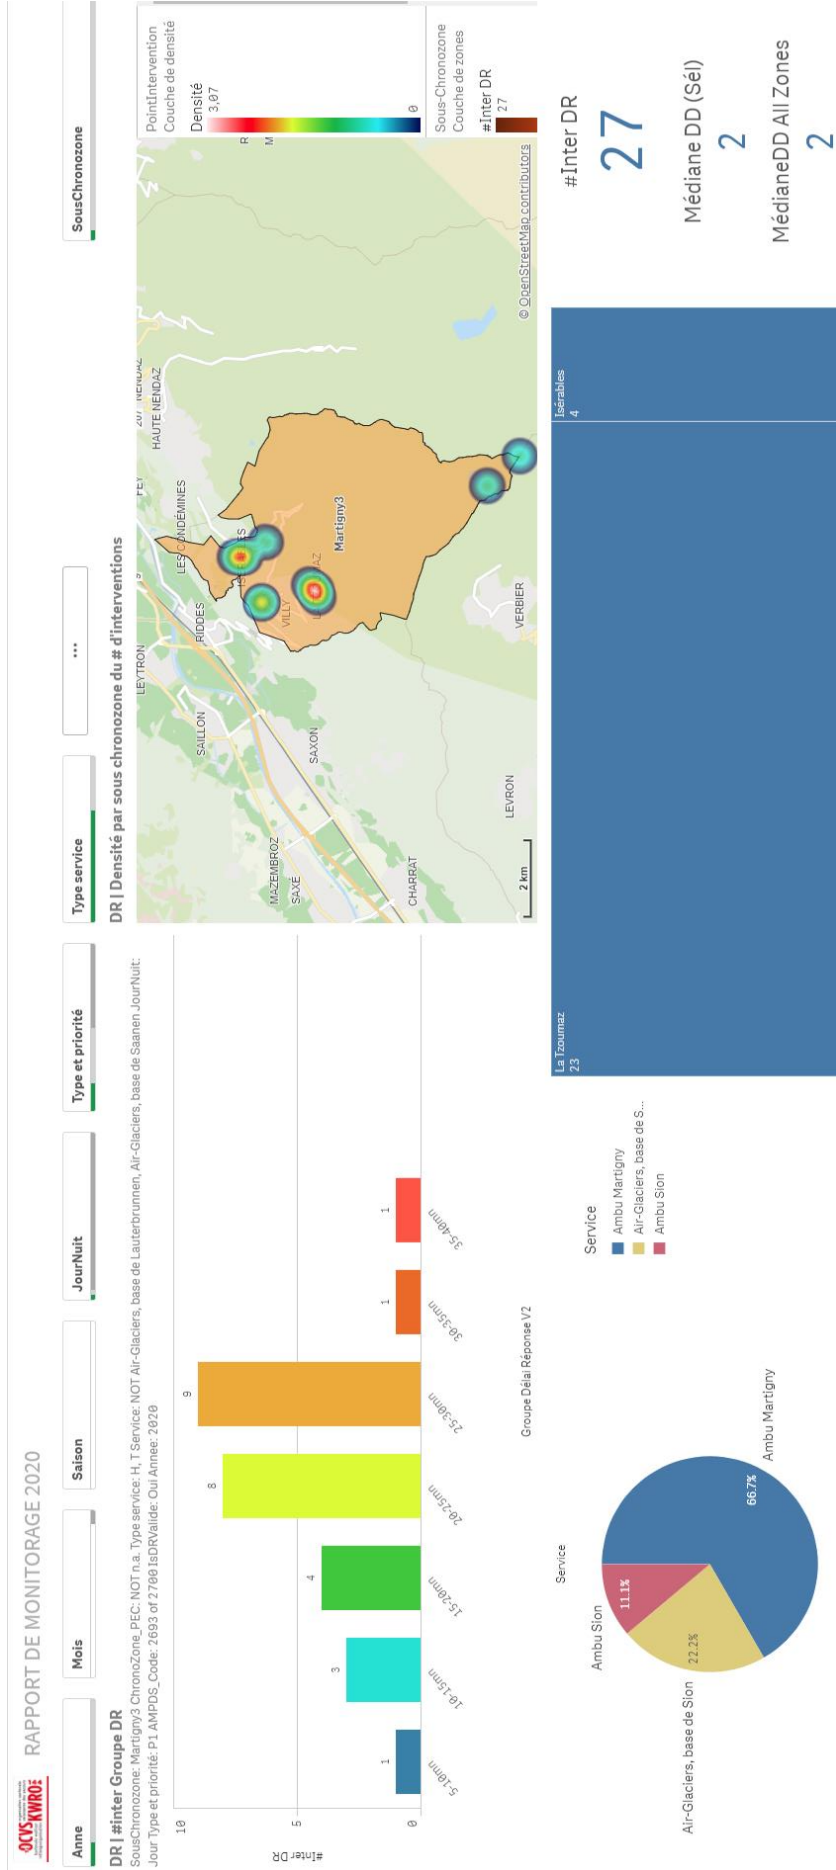 RAPPORT DE MONITORAGE 2020
Anne
Mois
Saison
JourNuit
Type et priorité
Type service
...
SousChronozone
DR | #inter Groupe DR
SousChronozone: Martigny3 ChronoZone_PEC: NOT n.a. Type service: H, T Service: NOT Air-Glaciers, base de Lauterbrunnen, Air-Glaciers, base de Saanen JourNuit:
Jour Type et priorité: P1 AMPDS_Code: 2693 of 2700 IsDRValide: Oui Annee: 2020
#Inter DR
10
5
0
1
3
4
8
9
1
1
5-10mn
10-15mn
15-20mn
20-25mn
25-30mn
30-35mn
35-40mn
Groupe Délai Réponse V2
DR | Densité par sous chronozone du # d'interventions
LEYTRON
FEY
HAUTE NENDAZ
LES CONDÉMINES
RIDDES
SAILLON
VILLY
Martigny3
SAXON
MAZEMBROZ
SAXÉ
VERBIER
LEVRON
CHARRAT
2 km
© OpenStreetMap contributors
PointIntervention
Couche de densité
Densité
3,07
0
Sous-Chronozone
Couche de zones
#Inter DR
27
Service
Ambu Sion
11.1%
22.2%
Air-Glaciers, base de Sion
66.7%
Ambu Martigny
Service
Ambu Martigny
Air-Glaciers, base de S...
Ambu Sion
La Tzoumaz
23
Isérables
4
#Inter DR
27
Médiane DD (Sél)
2
MédianeDD All Zones
2